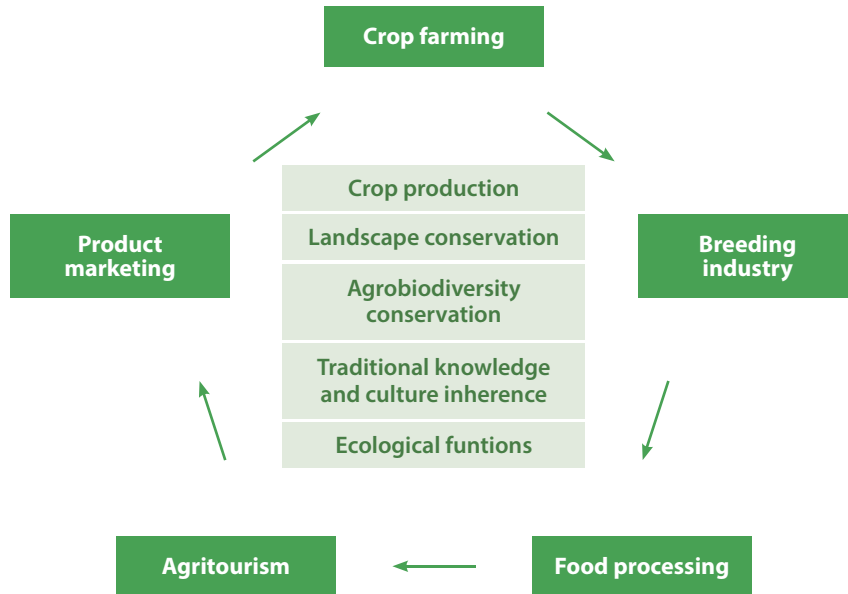 Crop farming
Crop production
Landscape conservation
Product
marketing
Breeding
industry
Agrobiodiversity
conservation
Traditional knowledge
and culture inherence
Ecological funtions
Agritourism
Food processing